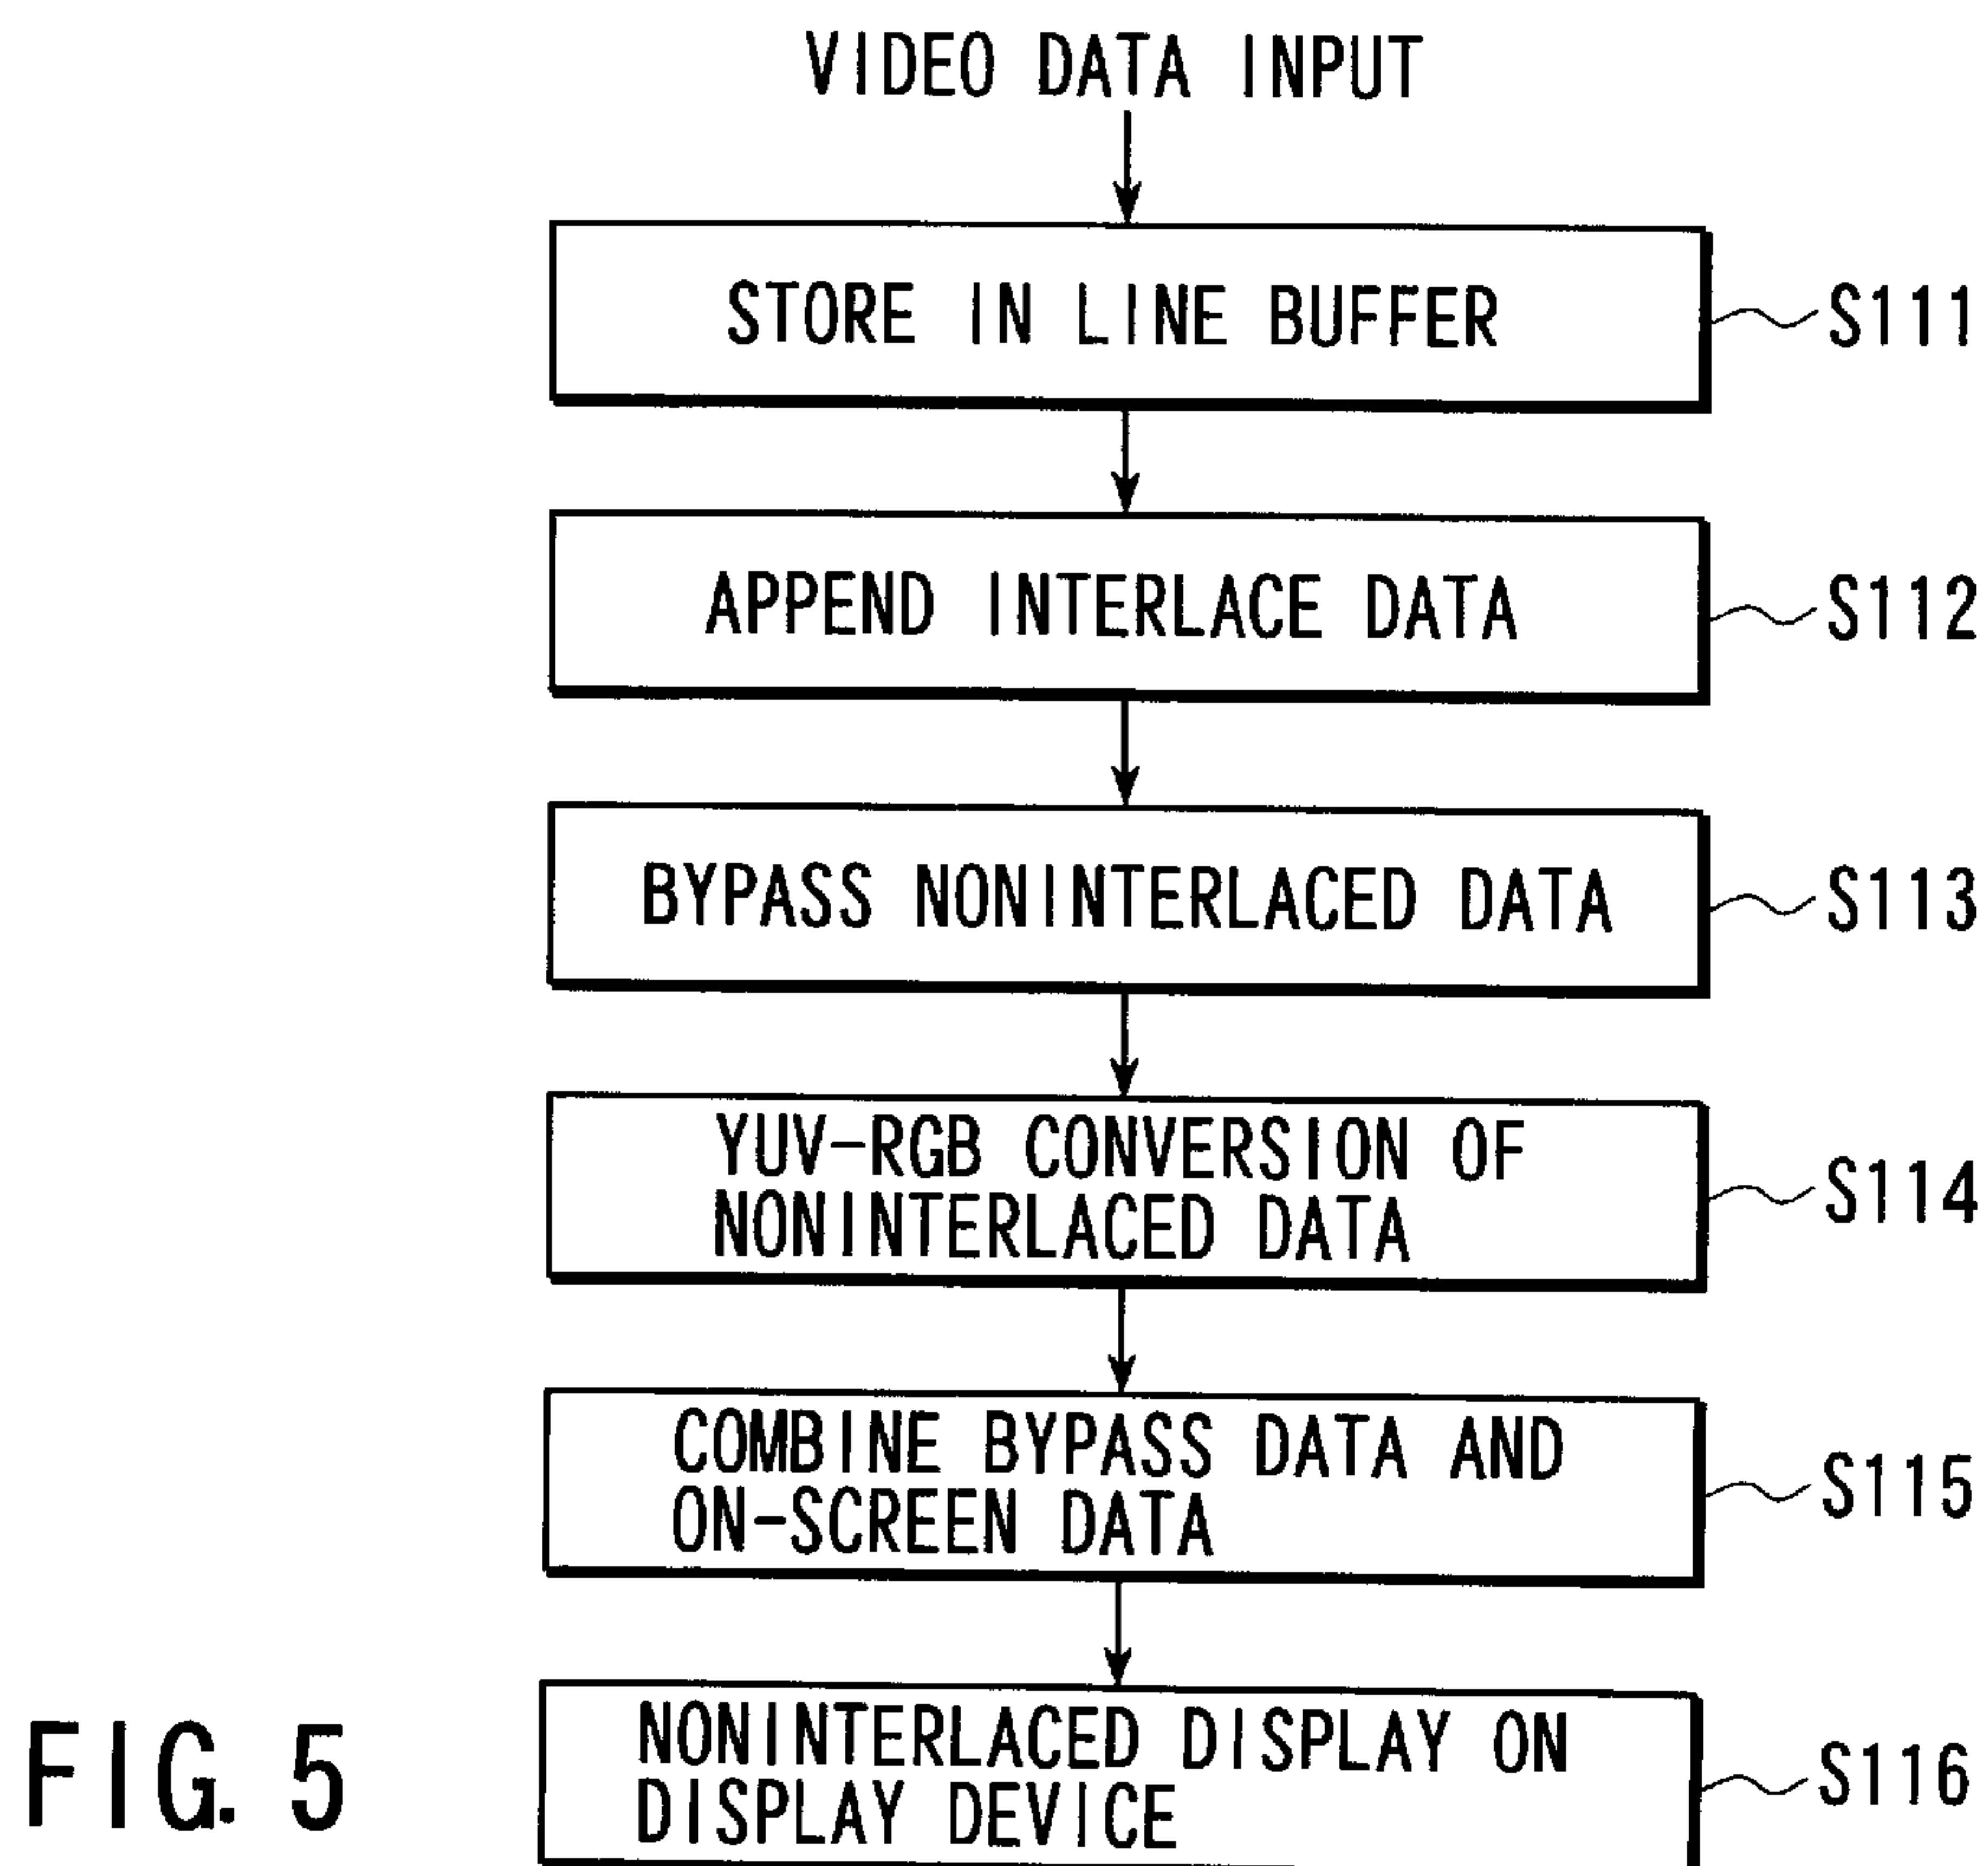 VIDEO DATA INPUT
STORE IN LINE BUFFER
S111
APPEND INTERLACE DATA
S112
BYPASS NONINTERLACED DATA
S113
YUV-RGB CONVERSION OF
NONINTERLACED DATA
S114
COMBINE BYPASS DATA AND
ON-SCREEN DATA
S115
NONINTERLACED DISPLAY ON
DISPLAY DEVICE
S116
FIG. 5